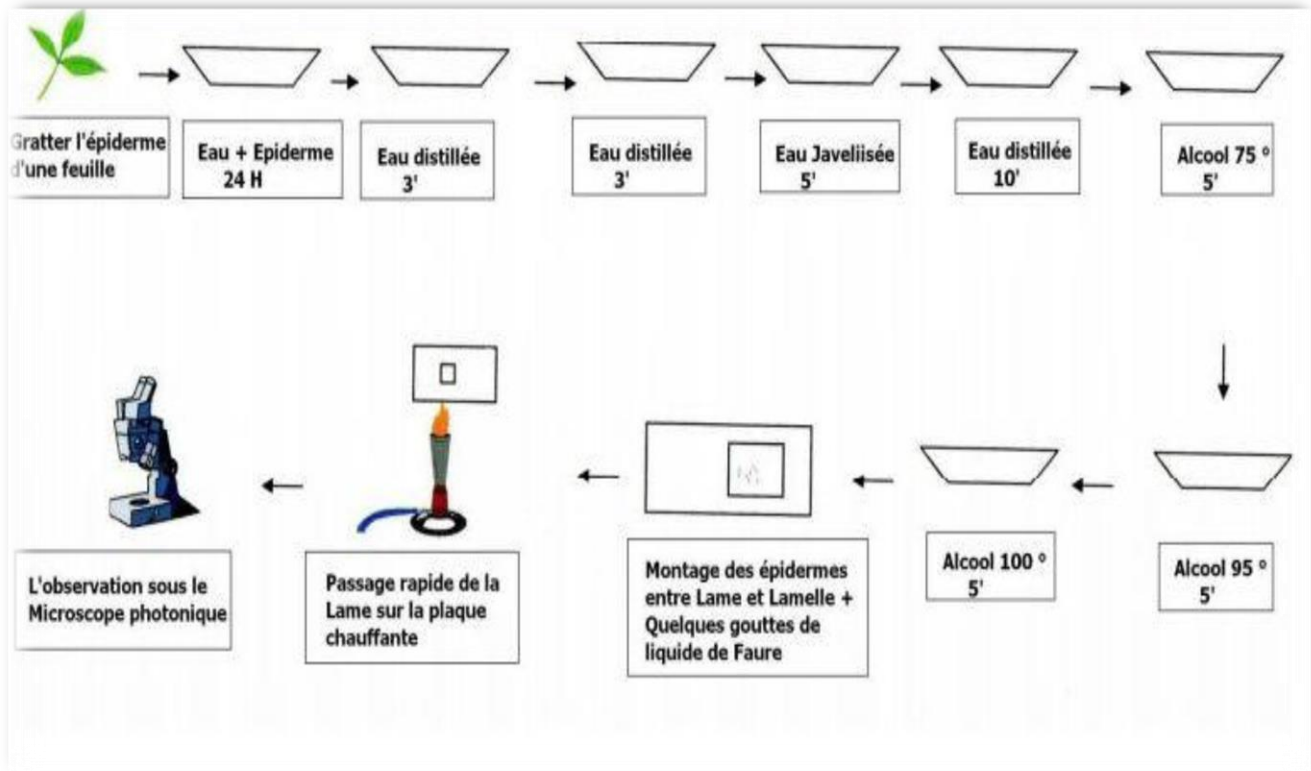 Gratter l'épiderme
d'une feuille
Eau + Epiderme
24 H
Eau distillée
3'
Eau distillée
3'
Eau Javeliisée
5'
Eau distillée
10'
Alcool 75 °
5'
Alcool 95 °
5'
Alcool 100 °
5'
Montage des épidermes
entre Lame et Lamelle +
Quelques gouttes de
liquide de Faure
Passage rapide de la
Lame sur la plaque
chauffante
L'observation sous le
Microscope photonique